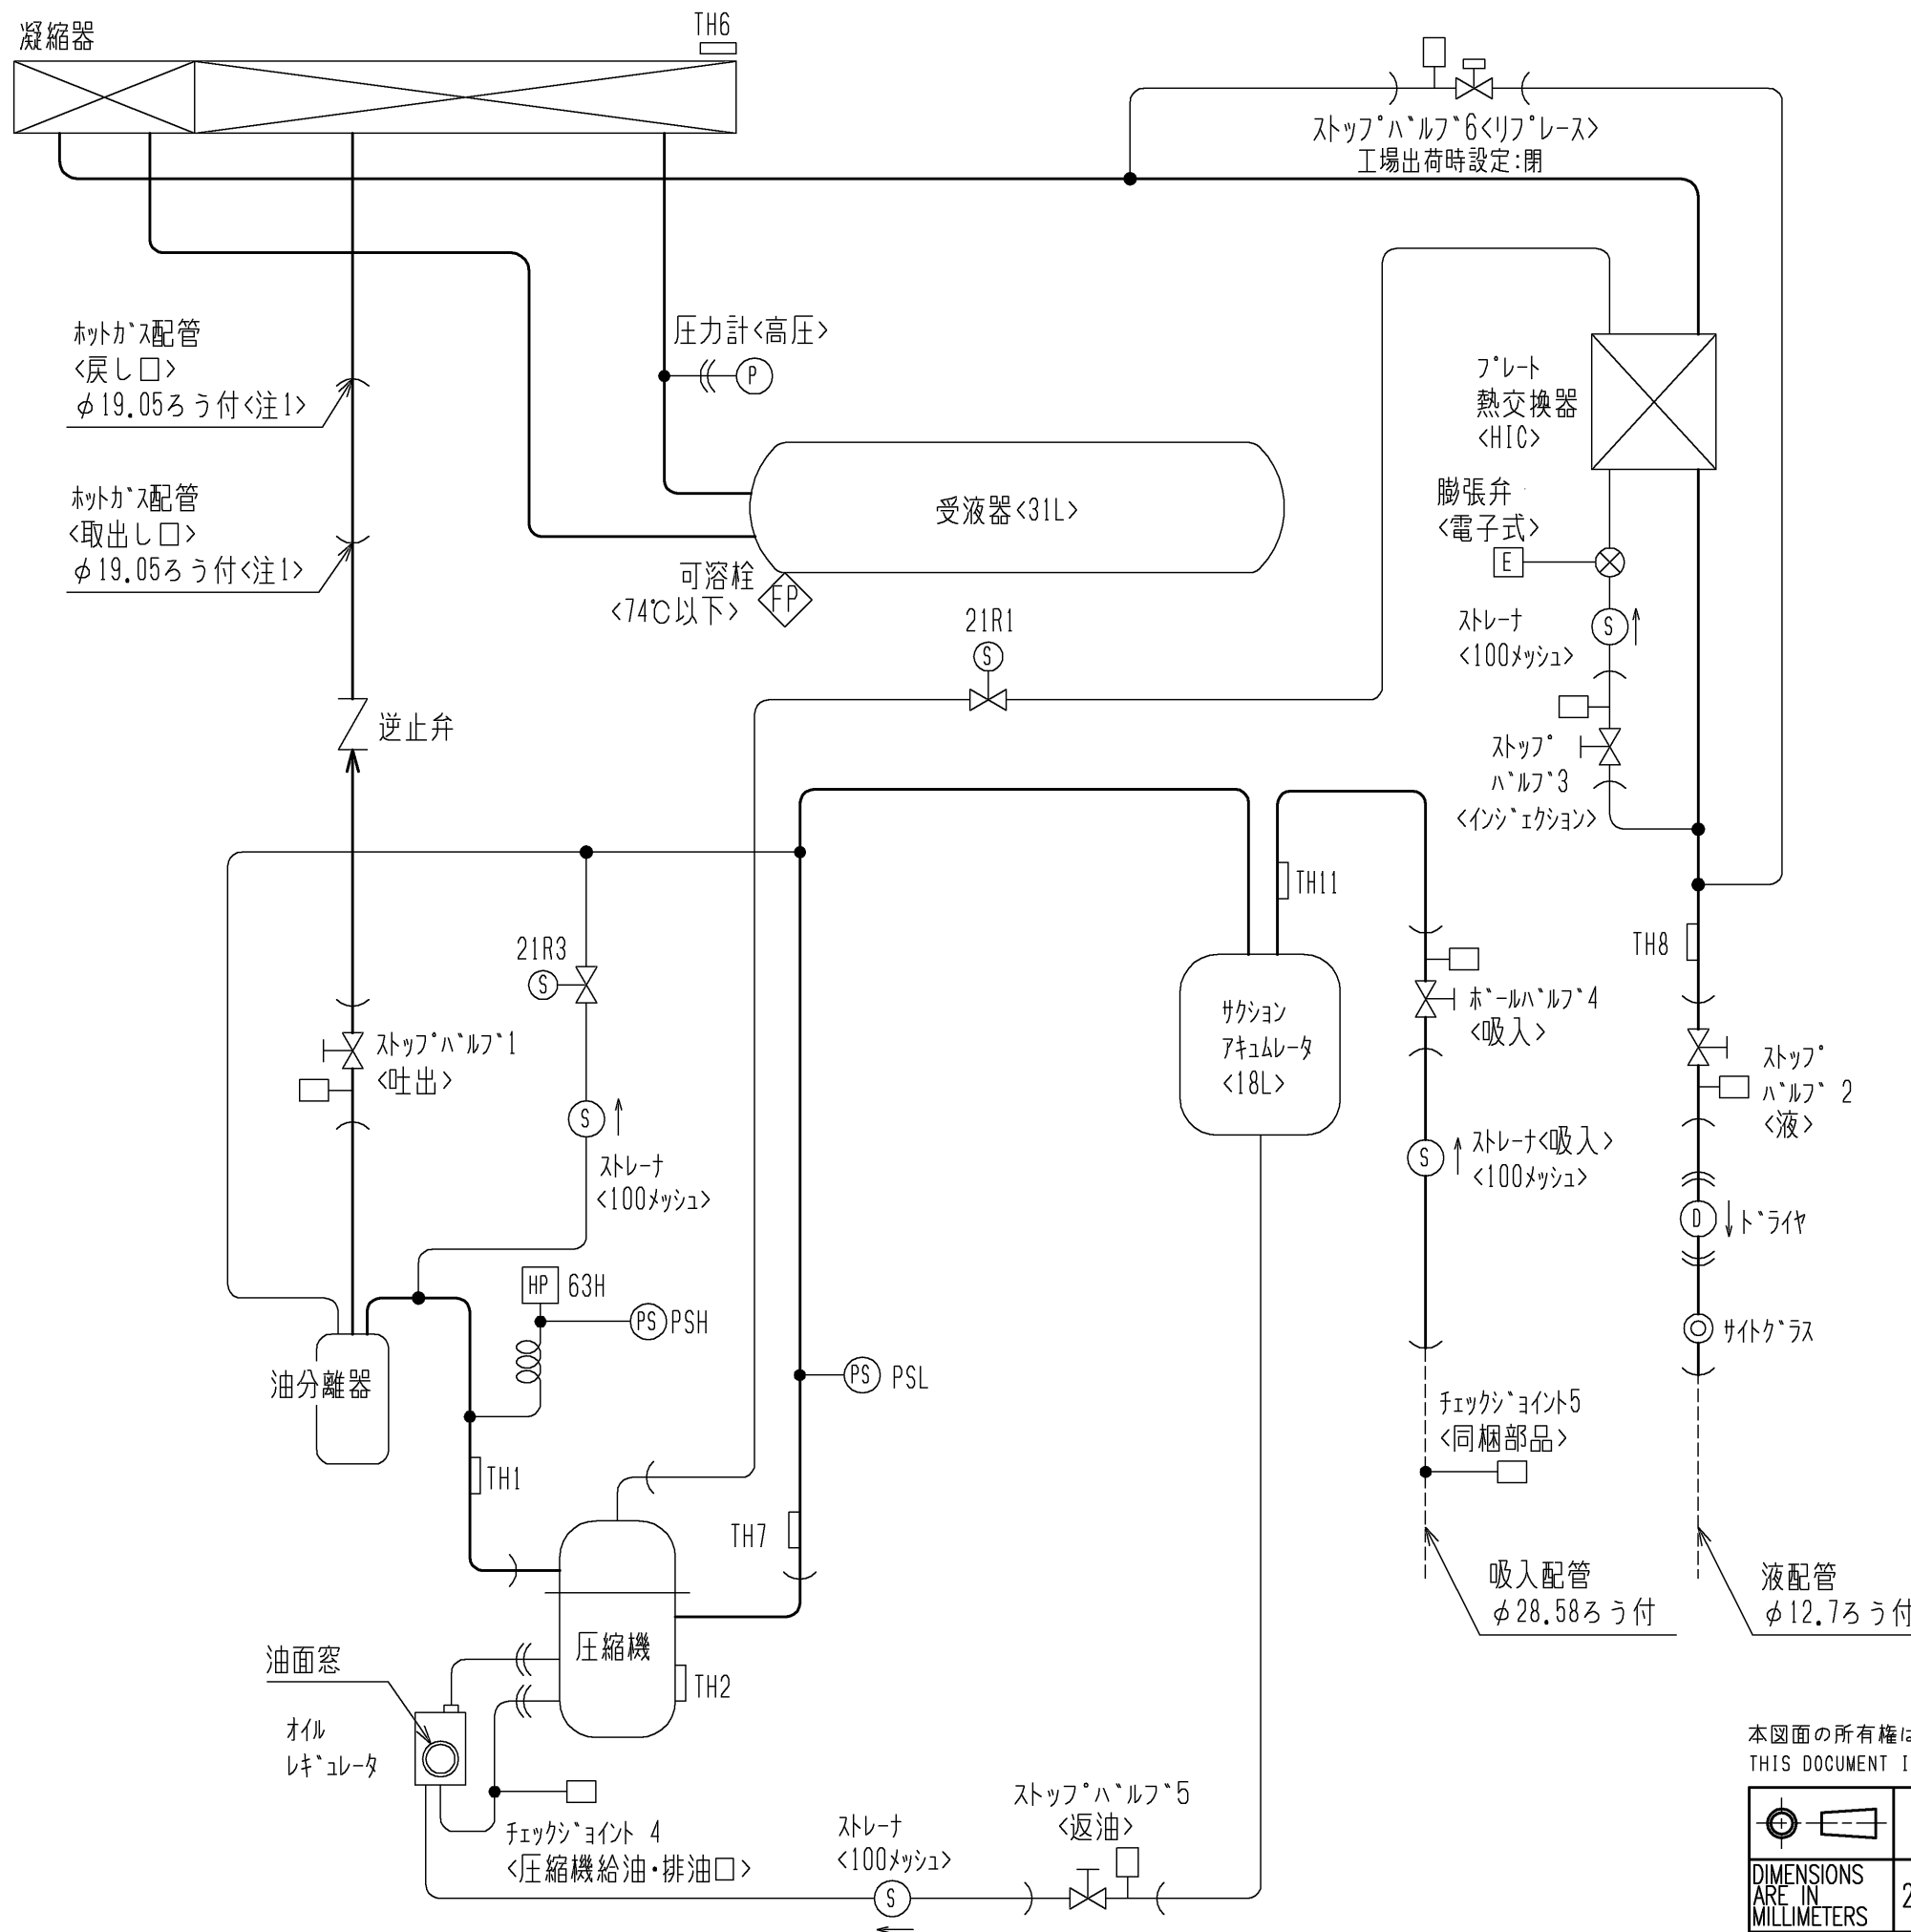 凝縮器
TH6
ストップバルブ6<リプレース>
工場出荷時設定:閉
ホットガス配管
<戻し口>
φ19.05ろう付<注1>
圧力計<高圧>
P
プレート
熱交換器
<HIC>
ホットガス配管
<取出し口>
φ19.05ろう付<注1>
受液器<31L>
膨張弁
<電子式>
E
可溶栓
<74℃以下>
FP
21R1
S
ストレーナ
<100メッシュ>
S
逆止弁
ストップ
バルブ3
<インジェクション>
TH11
21R3
S
TH8
ボールバルブ4
<吸入>
サクション
アキュムレータ
<18L>
ストップバルブ1
<吐出>
ストップ
バルブ 2
<液>
S
ストレーナ
<100メッシュ>
S
ストレーナ<吸入>
<100メッシュ>
D
ドライヤ
HP
63H
PS
PSH
サイトグラス
油分離器
PS
PSL
チェックジョイント5
<同梱部品>
TH1
TH7
吸入配管
φ28.58ろう付
液配管
φ12.7ろう付
圧縮機
TH2
油面窓
オイル
レギュレータ
チェックジョイント 4
<圧縮機給油・排油口>
ストレーナ
<100メッシュ>
S
ストップバルブ5
<返油>
本図面の所有権は
THIS DOCUMENT I
DIMENSIONS
ARE IN
MILLIMETERS
2